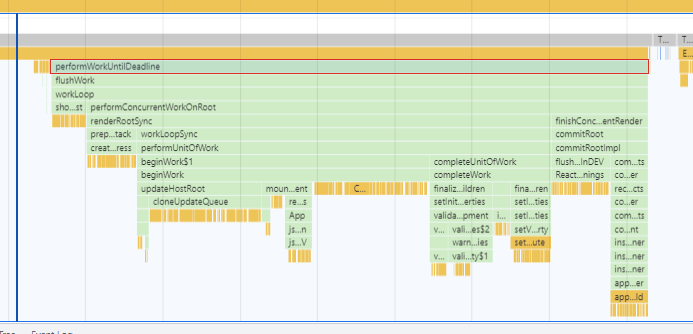 T... T...
E...
performWorkUntilDeadline
flushWork
workLoop
sho...st performConcurrentWorkOnRoot
renderRootSync finishConc...entRender
prep...tack workLoopSync commitRoot
creat...ress performUnitOfWork commitRootImpl
beginWork$1 completeUnitOfWork flush...InDEV com...ts
beginWork completeWork React...nings co...er
updateHostRoot moun...ent C... finaliz...ildren fina...ren rec...cts
cloneUpdateQueue re...s setInit...erties setI...ties co...er
App valida...pment i... setI...ties com...ts
js...n v... vali...es$2 setV...rty co...nt
js...V warn...ies set...ute ins...ner
v... vali...ty$1 ins...ner
ins...ner
app...er
app...ld
Event Log